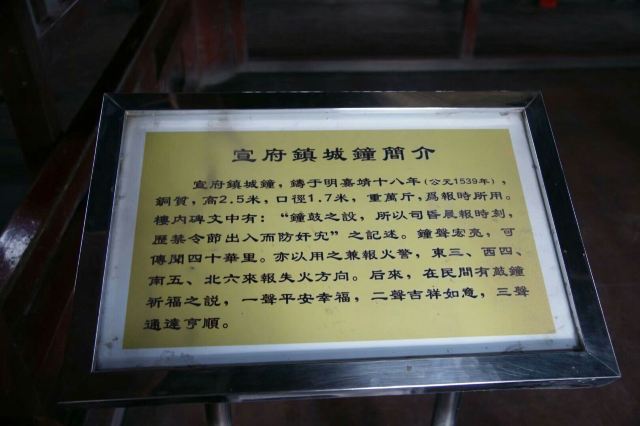 宣府鎮城鐘簡介
宣府鎮城鐘，鑄于明嘉靖十八年（公元1539年），
銅質，高2.5米，口徑1.7米，重萬斤，爲報時所用。
樓内碑文中有：“鐘鼓之設，所以司昏晨報時刻，
歷禁令節出入而防奸宄”之記述。鐘聲宏亮，可
傳聞四十華里。亦以用之兼報火警，東三、西四、
南五、北六來報失火方向。后來，在民間有敲鐘
祈福之説，一聲平安幸福，二聲吉祥如意，三聲
通達亨順。